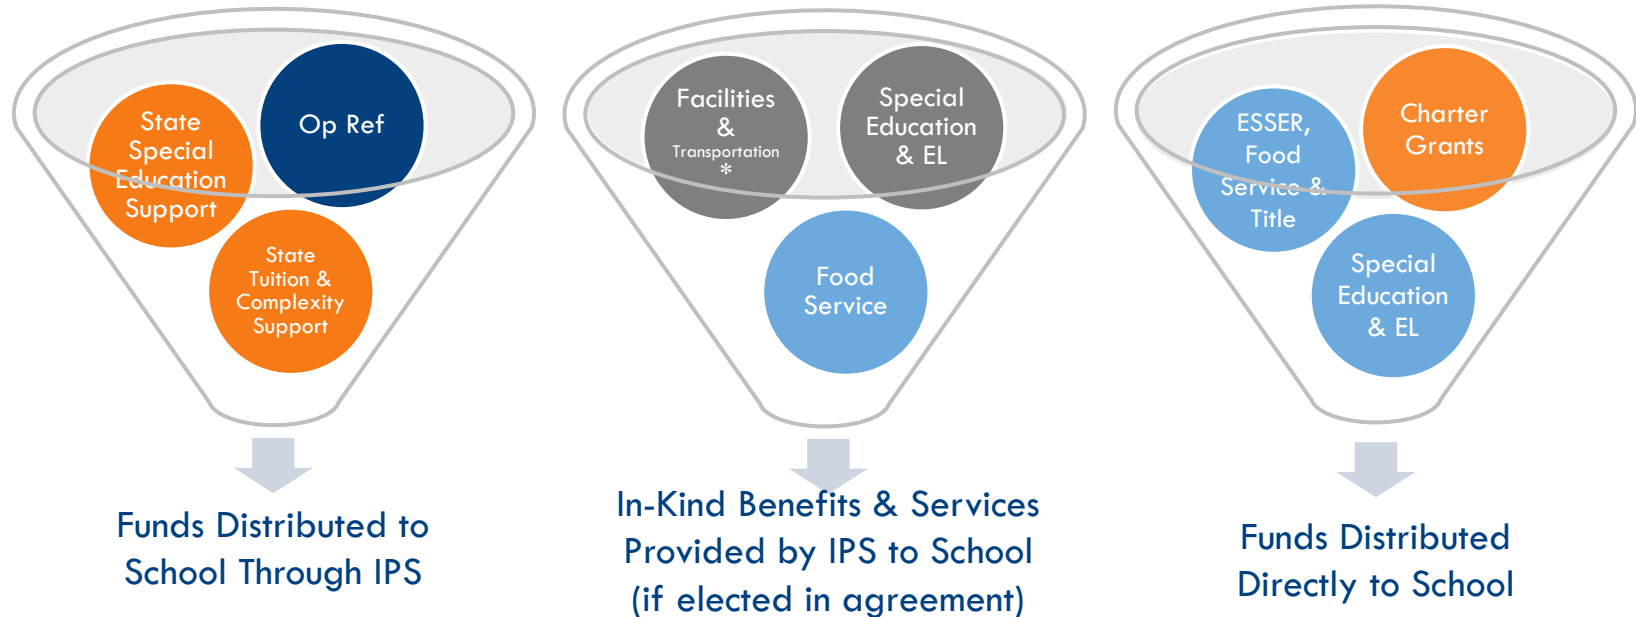 State
Special
Education
Support
Op Ref
State
Tuition &
Complexity
Support
Funds Distributed to
School Through IPS
Facilities
&
Transportation
*
Special
Education
& EL
Food
Service
In-Kind Benefits & Services
Provided by IPS to School
(if elected in agreement)
ESSER,
Food
Service &
Title
Charter
Grants
Special
Education
& EL
Funds Distributed
Directly to School